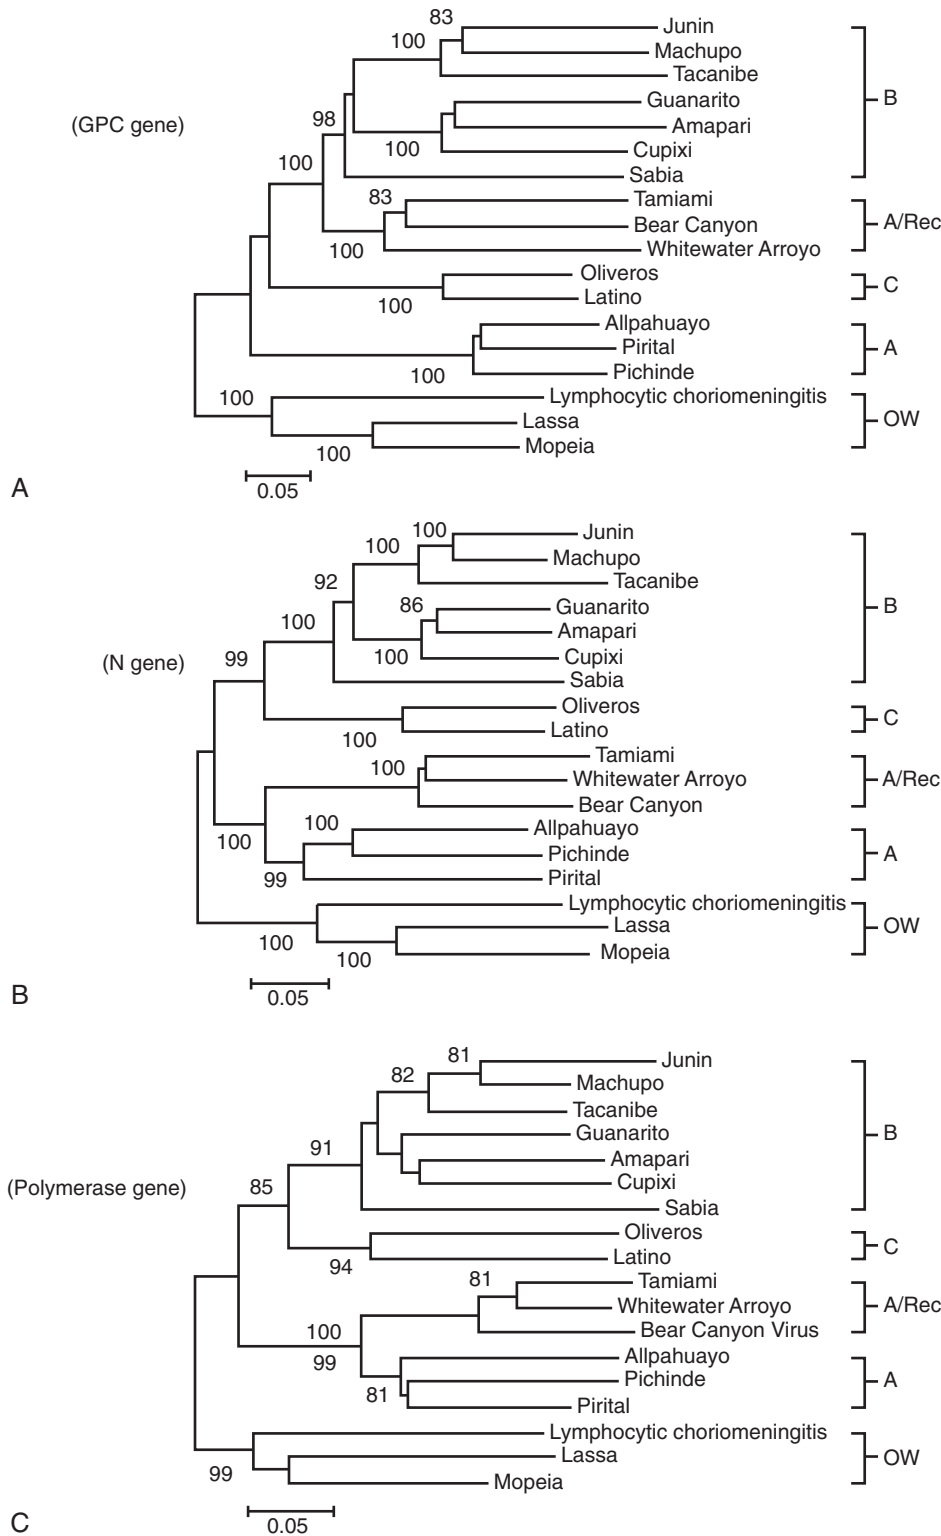 83
Junin
100
Machupo
Tacanibe
Guanarito
B
(GPC gene)
98
Amapari
100
Cupixi
100
Sabia
83
Tamiami
Bear Canyon
A/Rec
100
Whitewater Arroyo
Oliveros
C
100
Latino
Allpahuayo
Pirital
A
100
Pichinde
100
Lymphocytic choriomeningitis
Lassa
OW
100
Mopeia
A
0.05
100
Junin
100
Machupo
92
Tacanibe
86
Guanarito
B
100
Amapari
100
Cupixi
(N gene)
99
Sabia
Oliveros
C
100
Latino
Tamiami
100
Whitewater Arroyo
A/Rec
Bear Canyon
100
Allpahuayo
100
Pichinde
A
99
Pirital
Lymphocytic choriomeningitis
Lassa
OW
100
100
Mopeia
B
0.05
81
Junin
82
Machupo
Tacanibe
Guanarito
B
91
Amapari
Cupixi
(Polymerase gene)
85
Sabia
Oliveros
C
94
Latino
81
Tamiami
Whitewater Arroyo
A/Rec
100
Bear Canyon Virus
99
Allpahuayo
Pichinde
A
81
Pirital
Lymphocytic choriomeningitis
Lassa
OW
99
Mopeia
C
0.05